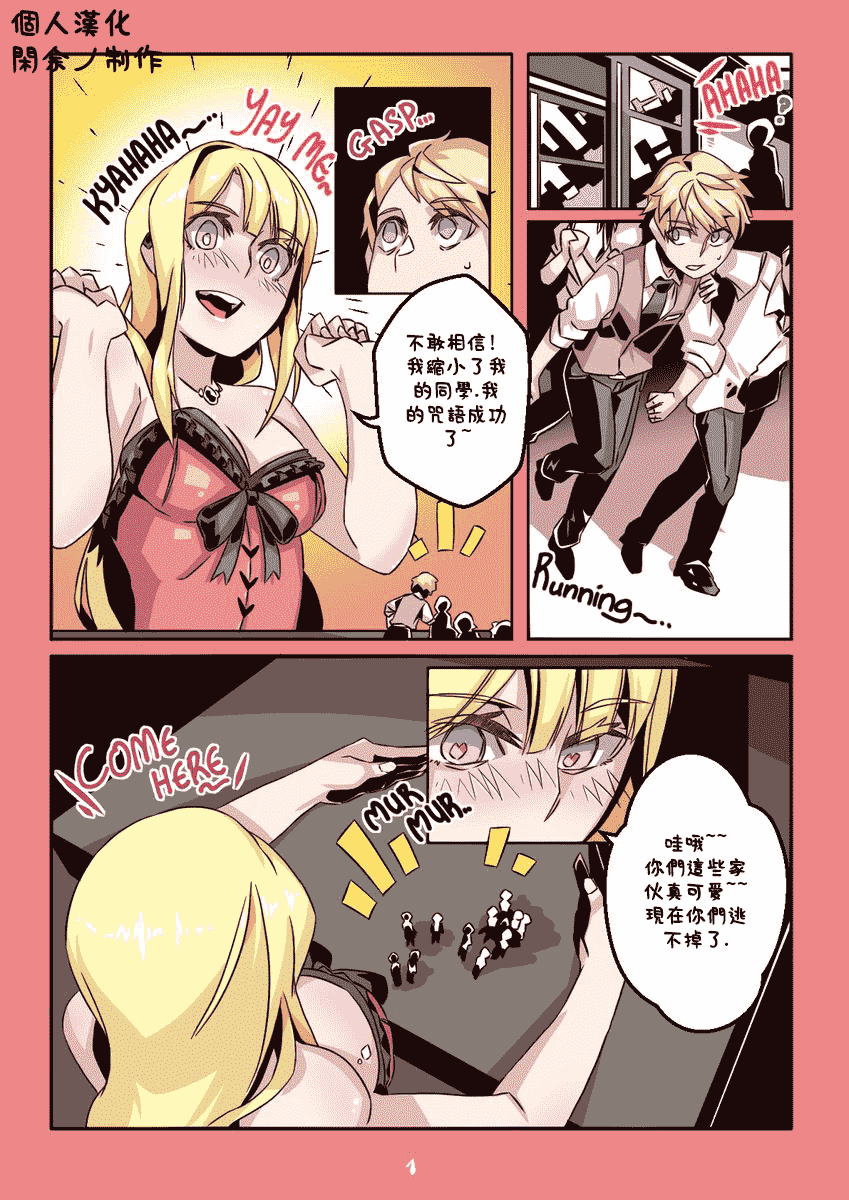 個人漢化
閑余ノ制作
KYAHAHA~..
YAY ME~
GASP...
不敢相信!
我縮小了我
的同學.我
的咒語成功
了~
AHAHA
?
Running~..
COME
HERE
MUR
MUR..
哇哦~~
你們這些家
伙真可愛~~
現在你們逃
不掉了.
1